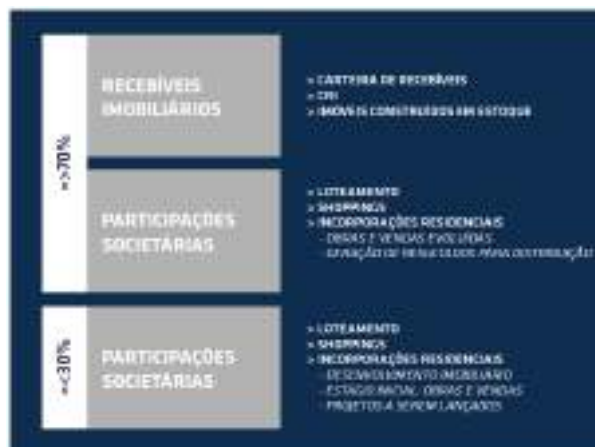 =>70%
RECEBÍVEIS
IMOBILIÁRIOS
> CARTEIRA DE RECEBÍVEIS
> CRI
> IMÓVEIS CONSTRUÍDOS EM ESTOQUE
PARTICIPAÇÕES
SOCIETÁRIAS
> LOTEAMENTO
> SHOPPINGS
> INCORPORAÇÕES RESIDENCIAIS
- OBRAS E VENDAS EVOLUÍDAS
- GERAÇÃO DE RESULTADOS PARA DISTRIBUIÇÃO
=<30%
PARTICIPAÇÕES
SOCIETÁRIAS
> LOTEAMENTO
> SHOPPINGS
> INCORPORAÇÕES RESIDENCIAIS
- DESENVOLVIMENTO IMOBILIÁRIO
- ESTÁGIO INICIAL: OBRAS E VENDAS
- PROJETOS A SEREM LANÇADOS